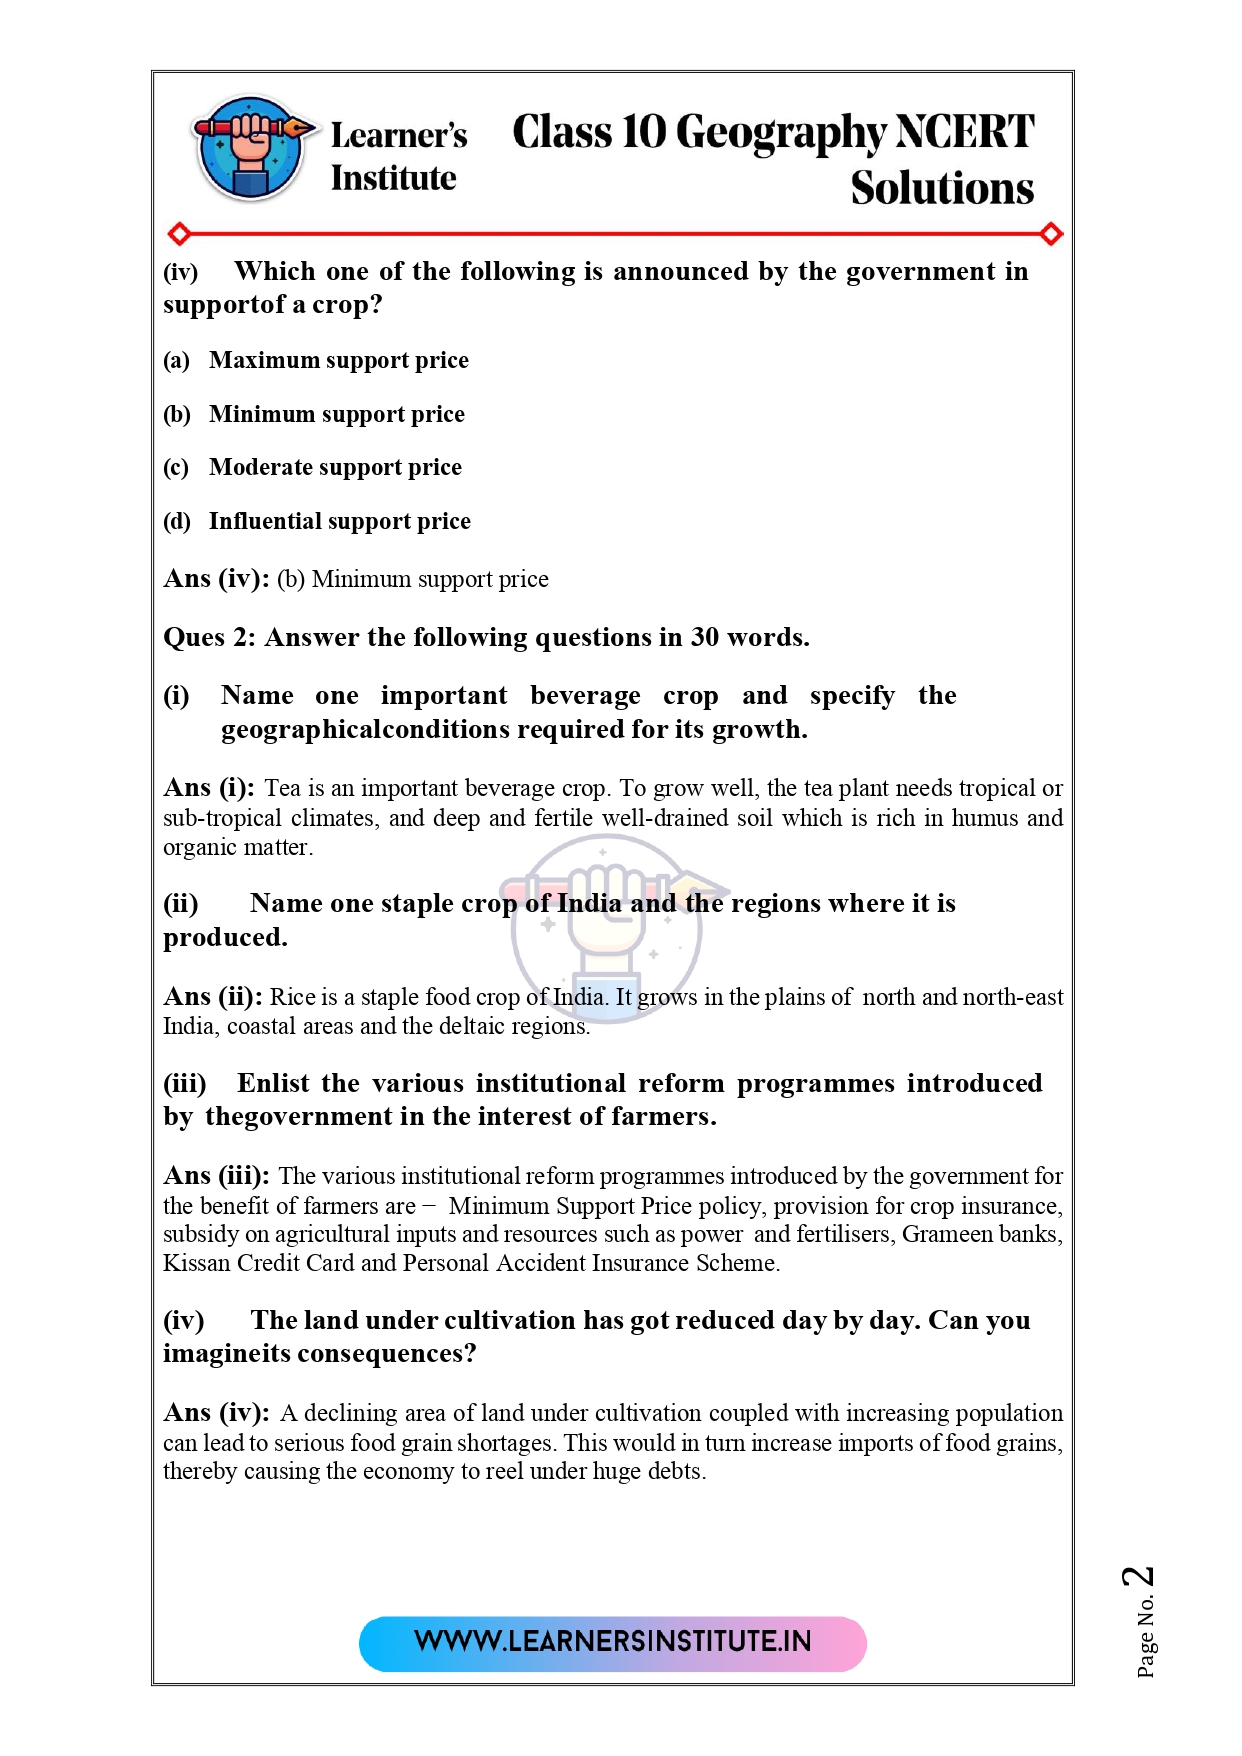 Learner's
Institute
Class 10 Geography NCERT
Solutions
(iv) Which one of the following is announced by the government in
supportof a crop?
(a) Maximum support price
(b) Minimum support price
(c) Moderate support price
(d) Influential support price
Ans (iv): (b) Minimum support price
Ques 2: Answer the following questions in 30 words.
(i) Name one important beverage crop and specify the
geographicalconditions required for its growth.
Ans (i): Tea is an important beverage crop. To grow well, the tea plant needs tropical or
sub-tropical climates, and deep and fertile well-drained soil which is rich in humus and
organic matter.
(ii) Name one staple crop of India and the regions where it is
produced.
Ans (ii): Rice is a staple food crop of India. It grows in the plains of north and north-east
India, coastal areas and the deltaic regions.
(iii) Enlist the various institutional reform programmes introduced
by thegovernment in the interest of farmers.
Ans (iii): The various institutional reform programmes introduced by the government for
the benefit of farmers are − Minimum Support Price policy, provision for crop insurance,
subsidy on agricultural inputs and resources such as power and fertilisers, Grameen banks,
Kissan Credit Card and Personal Accident Insurance Scheme.
(iv) The land under cultivation has got reduced day by day. Can you
imagineits consequences?
Ans (iv): A declining area of land under cultivation coupled with increasing population
can lead to serious food grain shortages. This would in turn increase imports of food grains,
thereby causing the economy to reel under huge debts.
WWW.LEARNERSINSTITUTE.IN
Page No. 2